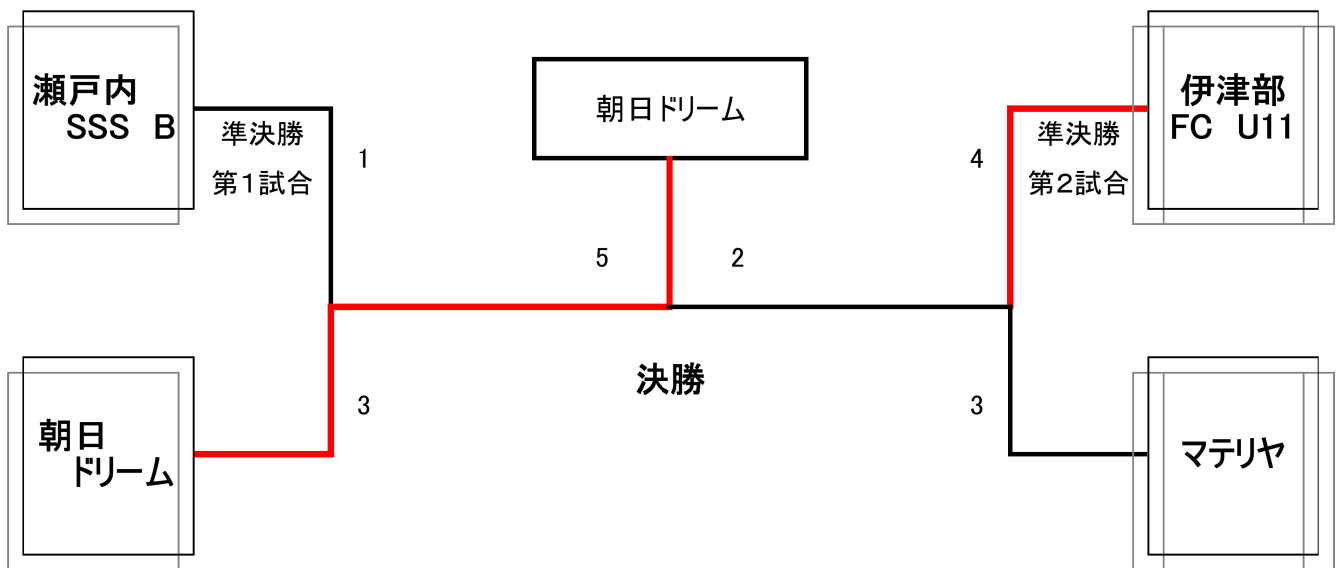 瀬戸内
SSS B
準決勝
第1試合
1
朝日ドリーム
4
準決勝
第2試合
伊津部
FC U11
5
2
決勝
朝日
ドリーム
3
3
マテリヤ